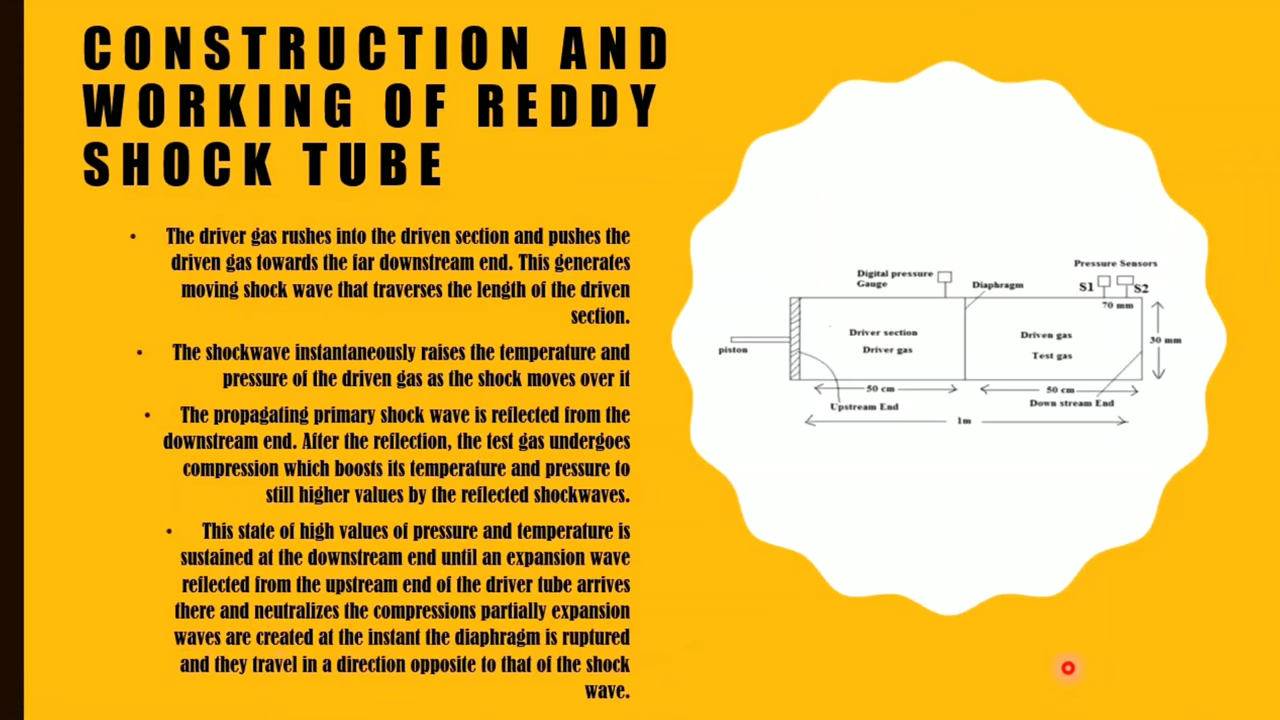 CONSTRUCTION AND
WORKING OF REDDY
SHOCK TUBE
• The driver gas rushes into the driven section and pushes the
driven gas towards the far downstream end. This generates
moving shock wave that traverses the length of the driven
section.
• The shockwave instantaneously raises the temperature and
pressure of the driven gas as the shock moves over it
• The propagating primary shock wave is reflected from the
downstream end. After the reflection, the test gas undergoes
compression which boosts its temperature and pressure to
still higher values by the reflected shockwaves.
• This state of high values of pressure and temperature is
sustained at the downstream end until an expansion wave
reflected from the upstream end of the driver tube arrives
there and neutralizes the compressions partially expansion
waves are created at the instant the diaphragm is ruptured
and they travel in a direction opposite to that of the shock
wave.
Pressure Sensors
Digital pressure
Gauge
Diaphragm
S1
S2
70 mm
Driver section
Driver gas
Driven gas
Test gas
30 mm
piston
50 cm
50 cm
Upstream End
Down stream End
1m